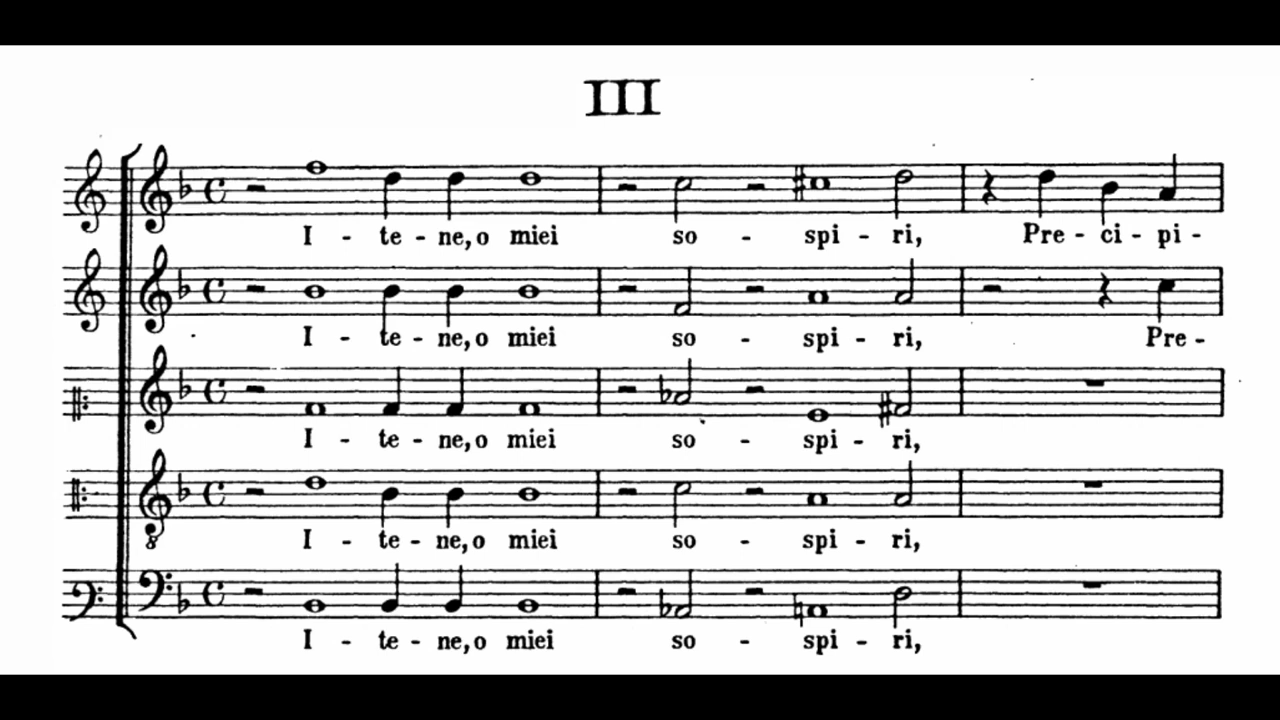 III
I - te - ne, o miei so - spi - ri, Pre - ci - pi -
I - te - ne, o miei so - spi - ri, Pre -
I - te - ne, o miei so - spi - ri,
I - te - ne, o miei so - spi - ri,
8
I - te - ne, o miei so - spi - ri,